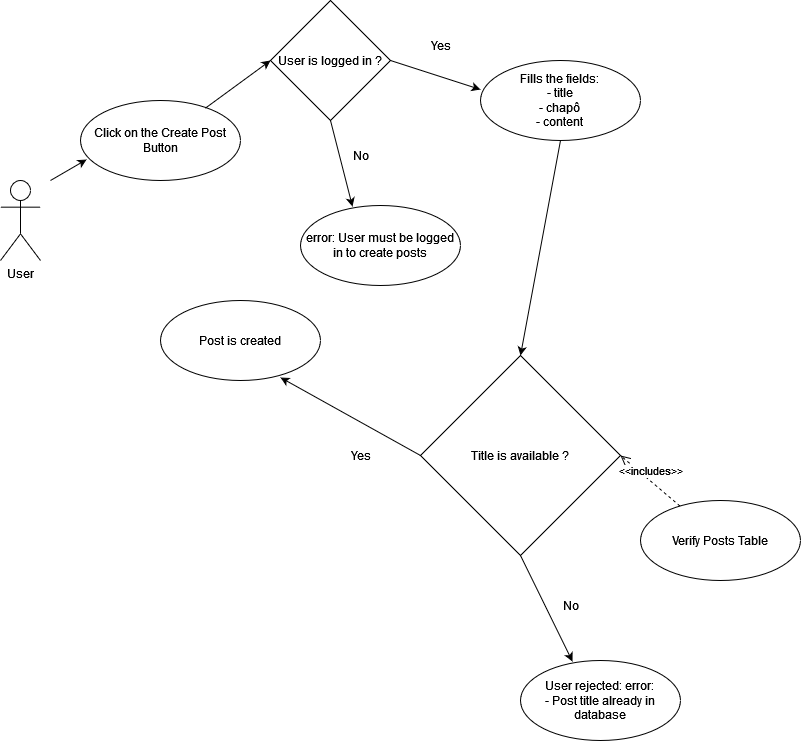 User is logged in ?
Yes
Fills the fields:
- title
- chapô
- content
Click on the Create Post
Button
No
error: User must be logged
in to create posts
User
Post is created
Title is available ?
Yes
<<includes>>
Verify Posts Table
No
User rejected: error:
- Post title already in
database